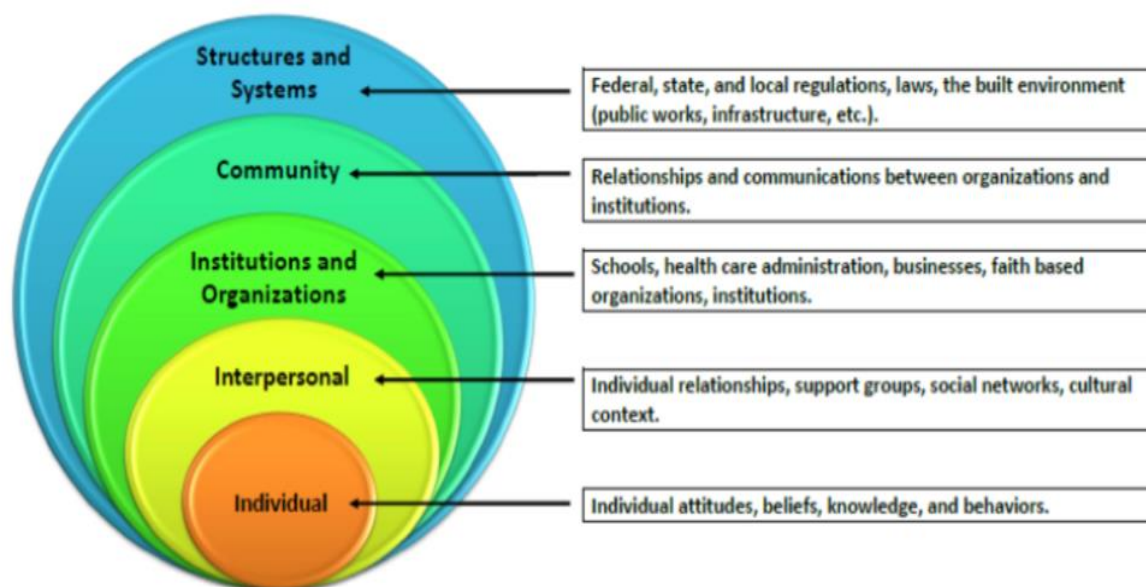 Structures and
Systems
Federal, state, and local regulations, laws, the built environment
(public works, infrastructure, etc.).
Community
Relationships and communications between organizations and
institutions.
Institutions and
Organizations
Schools, health care administration, businesses, faith based
organizations, institutions.
Interpersonal
Individual relationships, support groups, social networks, cultural
context.
Individual
Individual attitudes, beliefs, knowledge, and behaviors.